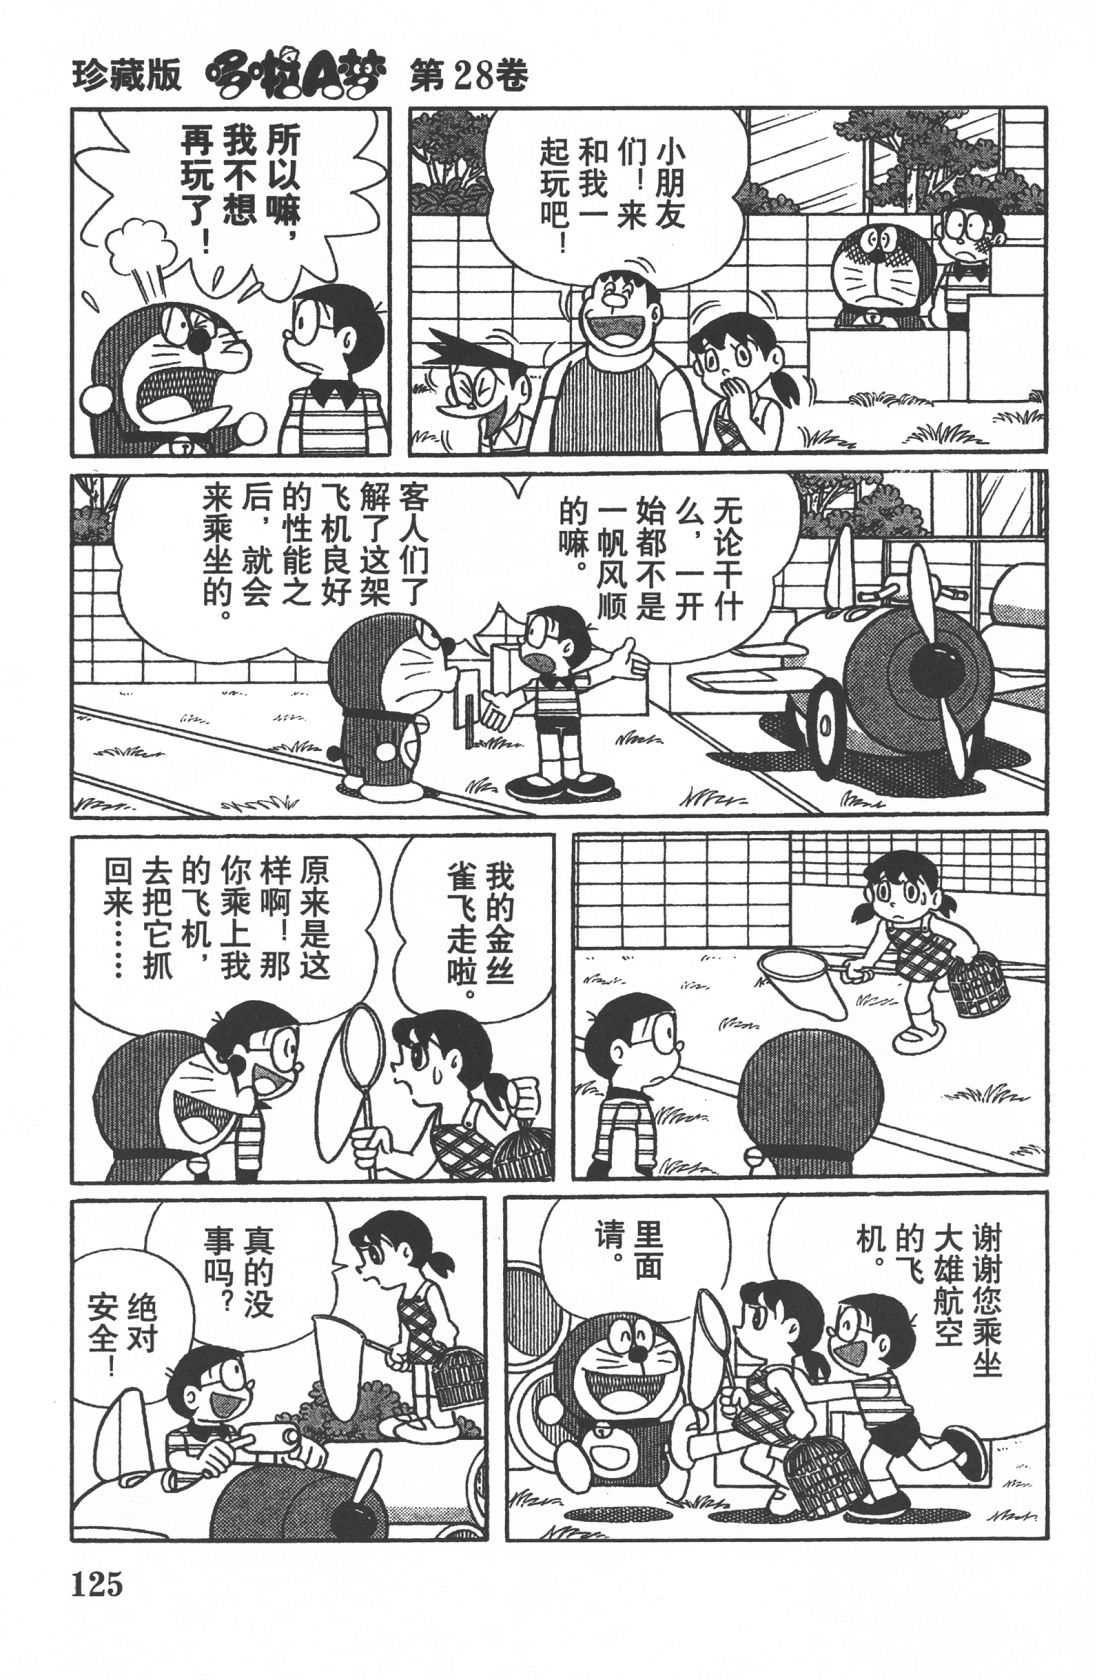 珍藏版 哆啦A梦 第28卷
小朋友
们！来
和我一
起玩吧！
所以嘛，
我不想
再玩了！
无论干什
么，一开
始都不是
一帆风顺
的嘛。
客人们了
解了这架
飞机良好
的性能之
后，就会
来乘坐的。
我的金丝
雀飞走啦。
原来是这
样啊！那
你乘上我
的飞机，
去把它抓
回来……
谢谢您乘坐
大雄航空
的飞
机。
里面
请。
真的没
事吗？
绝对
安全！
125